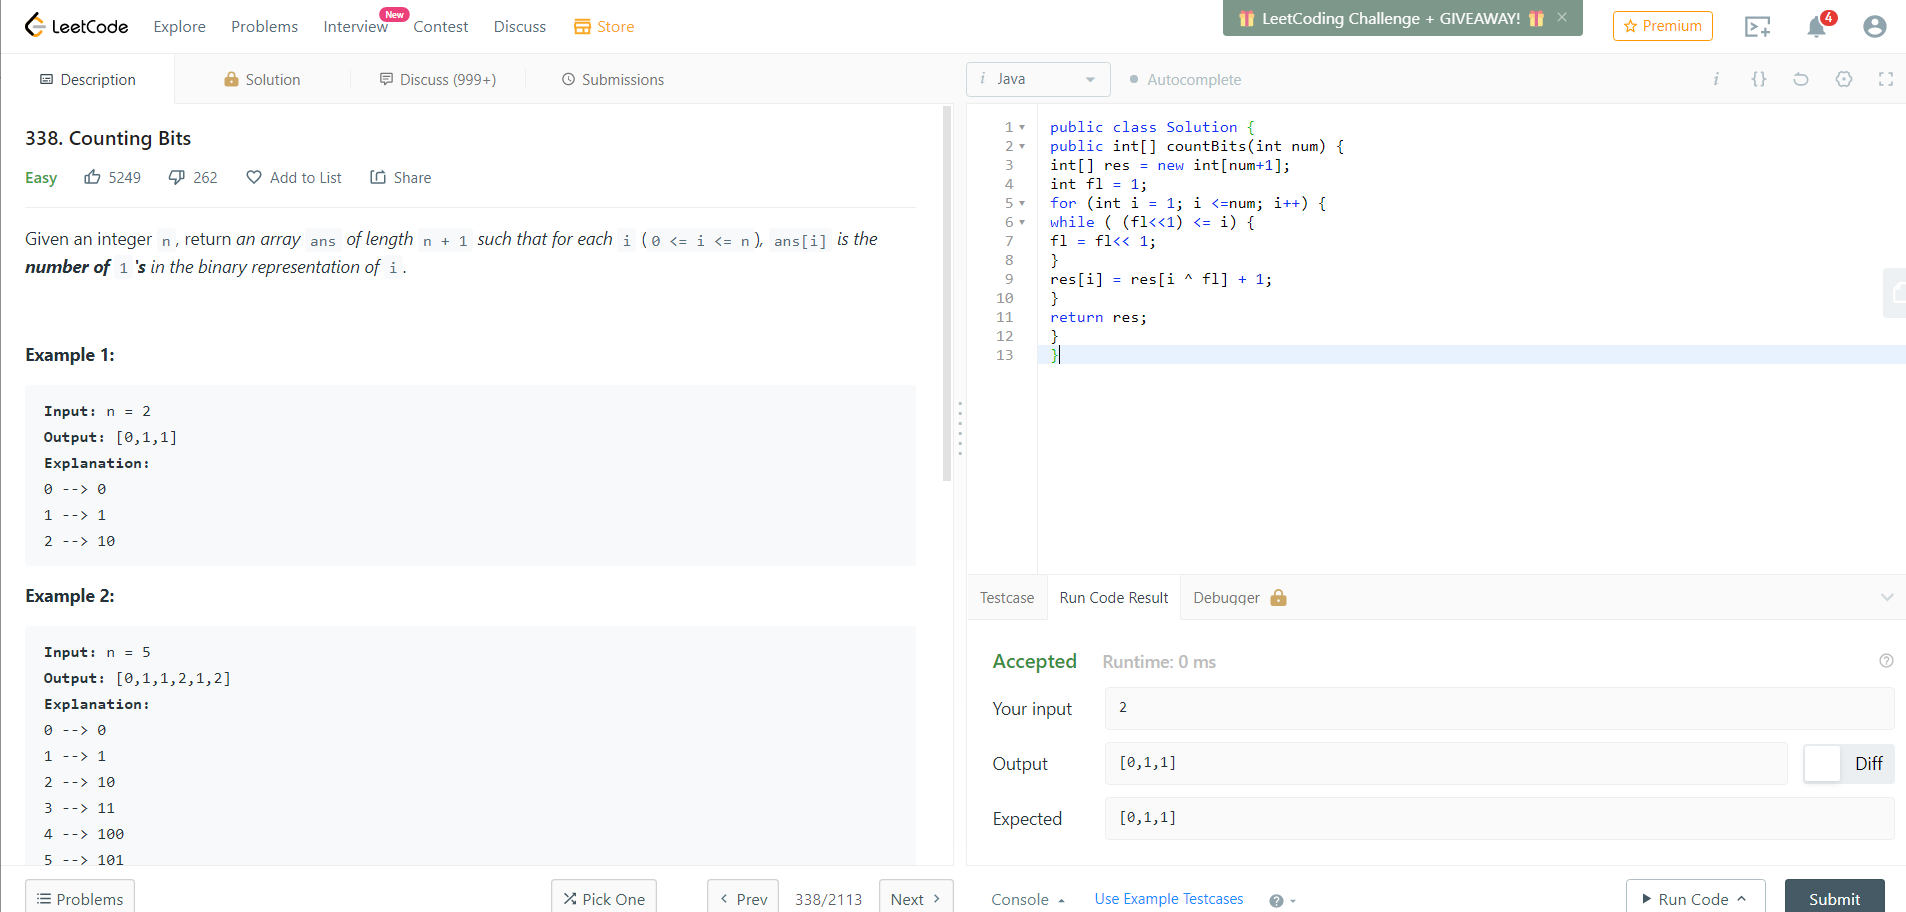 LeetCode Explore Problems Interview New Contest Discuss Store
LeetCoding Challenge + GIVEAWAY! ×
Premium 4
Description Solution Discuss (999+) Submissions
338. Counting Bits
Easy 5249 262 Add to List Share
Given an integer n, return an array ans of length n + 1 such that for each i (0 <= i <= n), ans[i] is the
number of 1's in the binary representation of i.
Example 1:
Input: n = 2
Output: [0,1,1]
Explanation:
0 --> 0
1 --> 1
2 --> 10
Example 2:
Input: n = 5
Output: [0,1,1,2,1,2]
Explanation:
0 --> 0
1 --> 1
2 --> 10
3 --> 11
4 --> 100
5 --> 101
Problems Pick One < Prev 338/2113 Next >
i Java Autocomplete i {}
1 public class Solution {
2 public int[] countBits(int num) {
3 int[] res = new int[num+1];
4 int fl = 1;
5 for (int i = 1; i <=num; i++) {
6 while ( (fl<<1) <= i) {
7 fl = fl<< 1;
8 }
9 res[i] = res[i ^ fl] + 1;
10 }
11 return res;
12 }
13 }
Testcase Run Code Result Debugger
Accepted Runtime: 0 ms ?
Your input 2
Output [0,1,1] Diff
Expected [0,1,1]
Console Use Example Testcases ? Run Code Submit